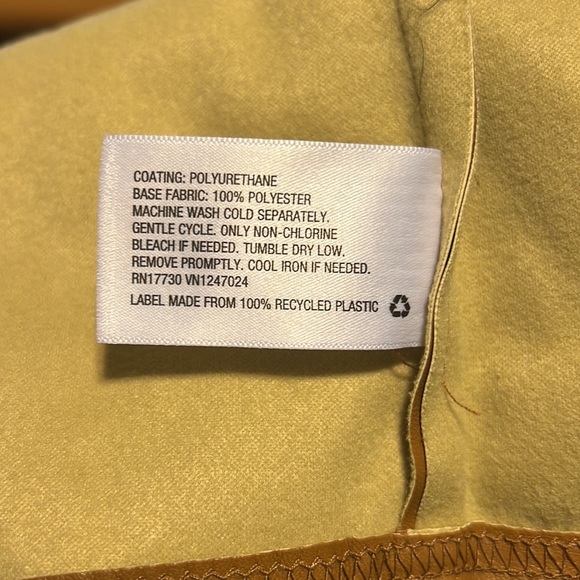 COATING: POLYURETHANE
BASE FABRIC: 100% POLYESTER
MACHINE WASH COLD SEPARATELY.
GENTLE CYCLE. ONLY NON-CHLORINE
BLEACH IF NEEDED. TUMBLE DRY LOW.
REMOVE PROMPTLY. COOL IRON IF NEEDED.
RN17730 VN1247024
LABEL MADE FROM 100% RECYCLED PLASTIC